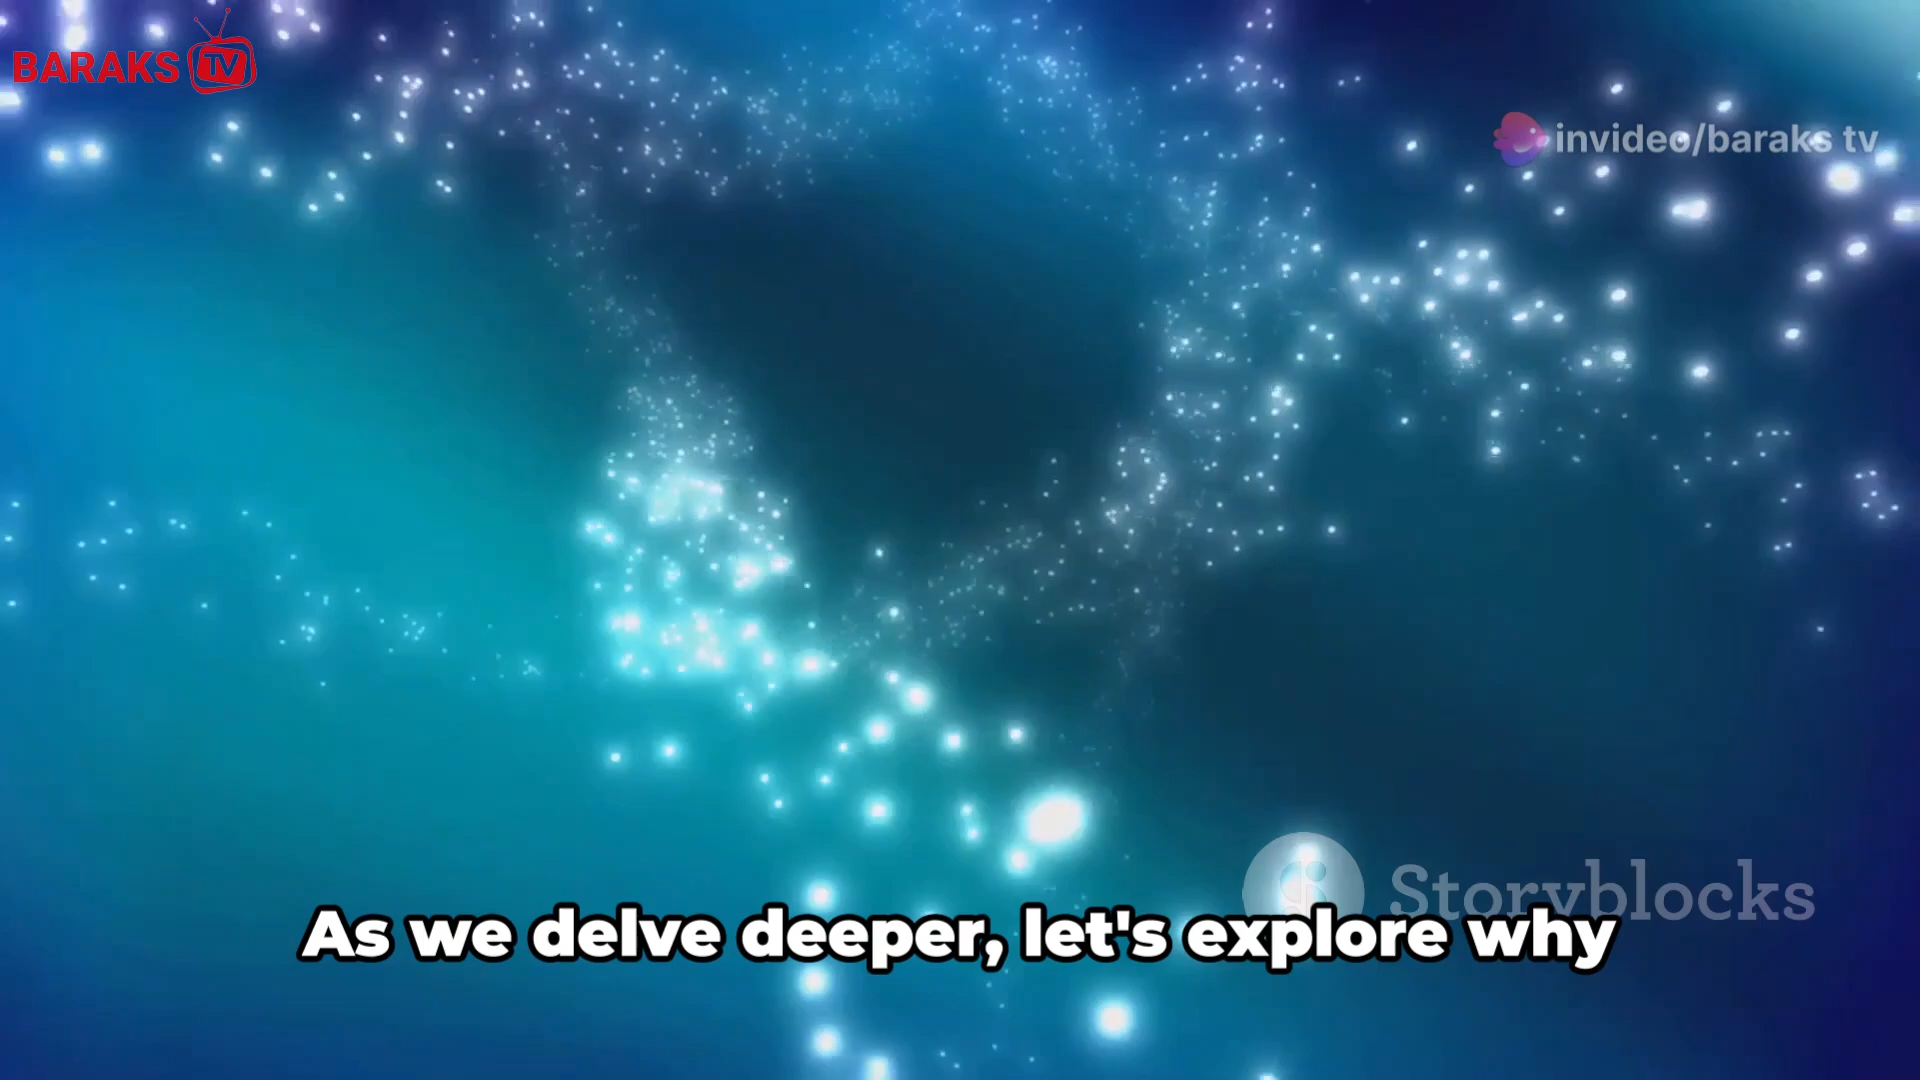 BARAKS TV
invideo/baraks tv
Storyblocks
As we delve deeper, let's explore why